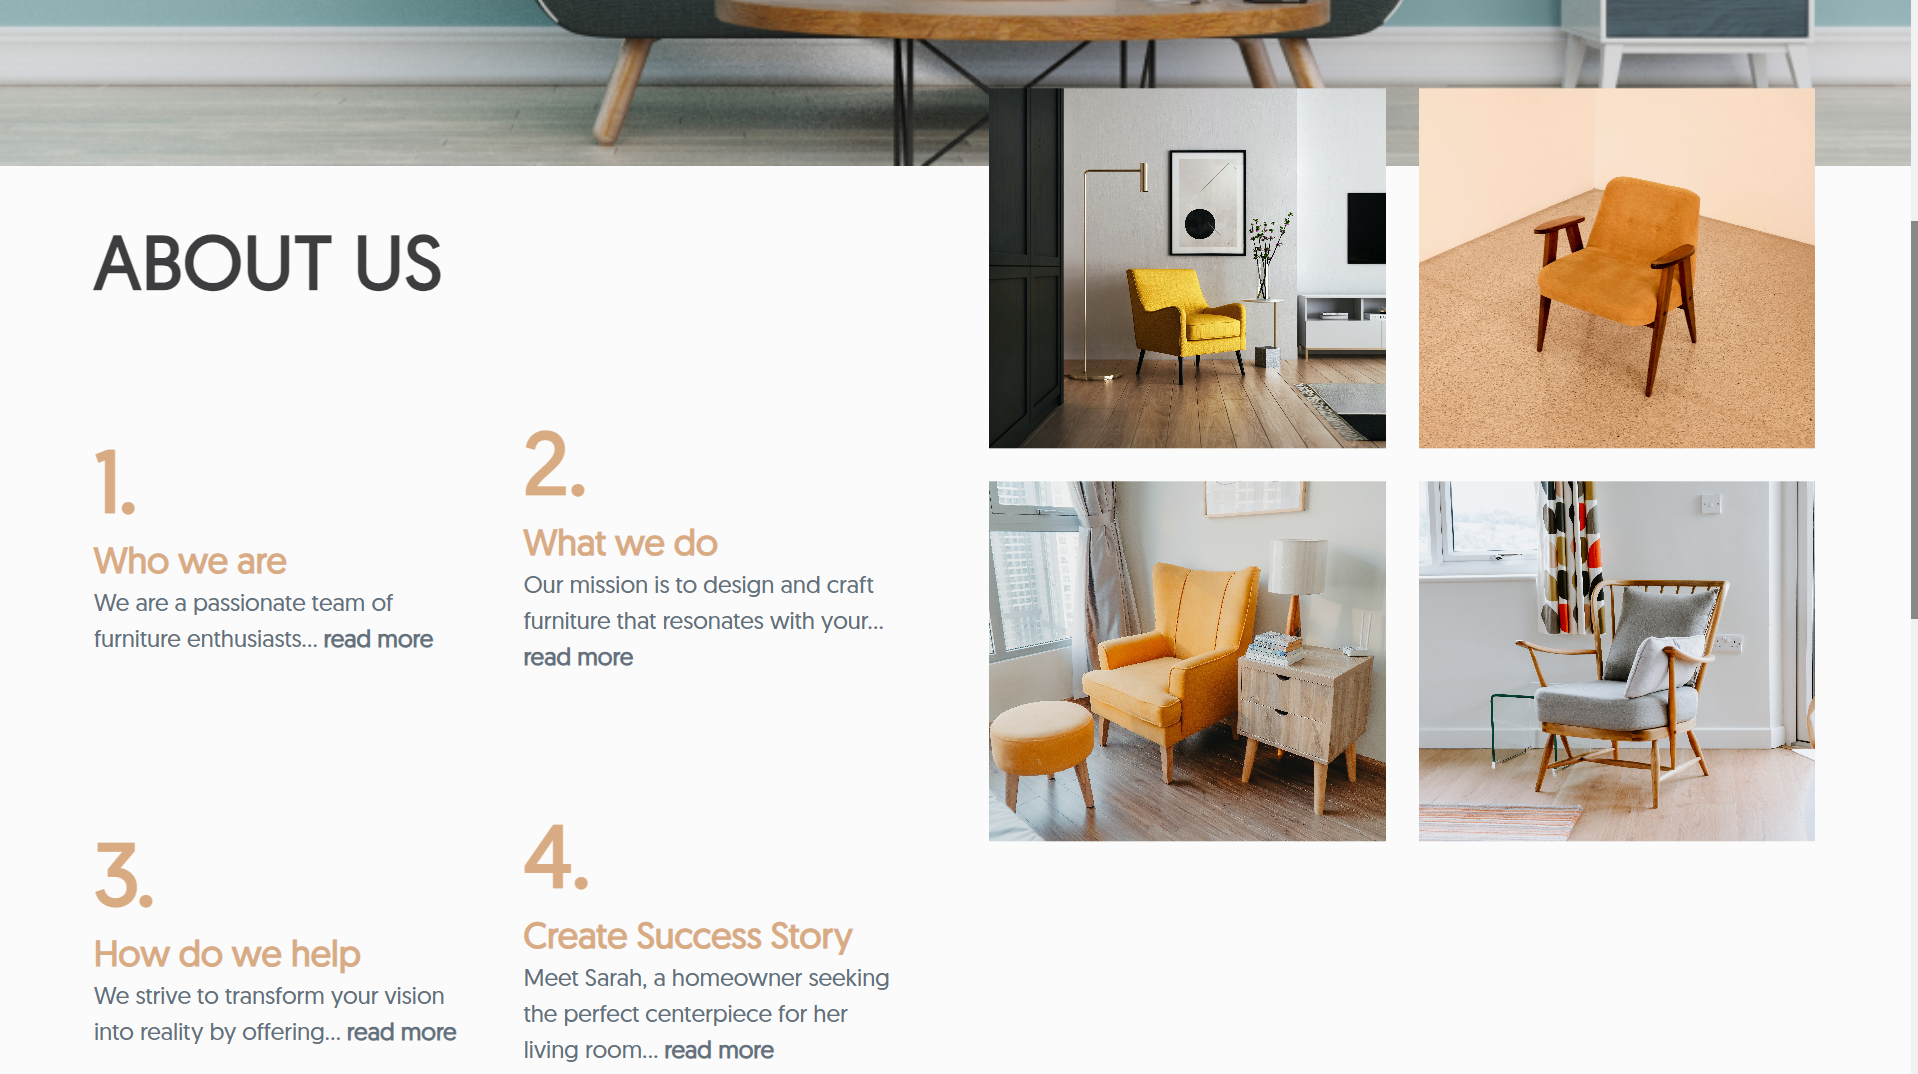 ABOUT US
1.
Who we are
We are a passionate team of
furniture enthusiasts... read more
2.
What we do
Our mission is to design and craft
furniture that resonates with your...
read more
3.
How do we help
We strive to transform your vision
into reality by offering... read more
4.
Create Success Story
Meet Sarah, a homeowner seeking
the perfect centerpiece for her
living room... read more